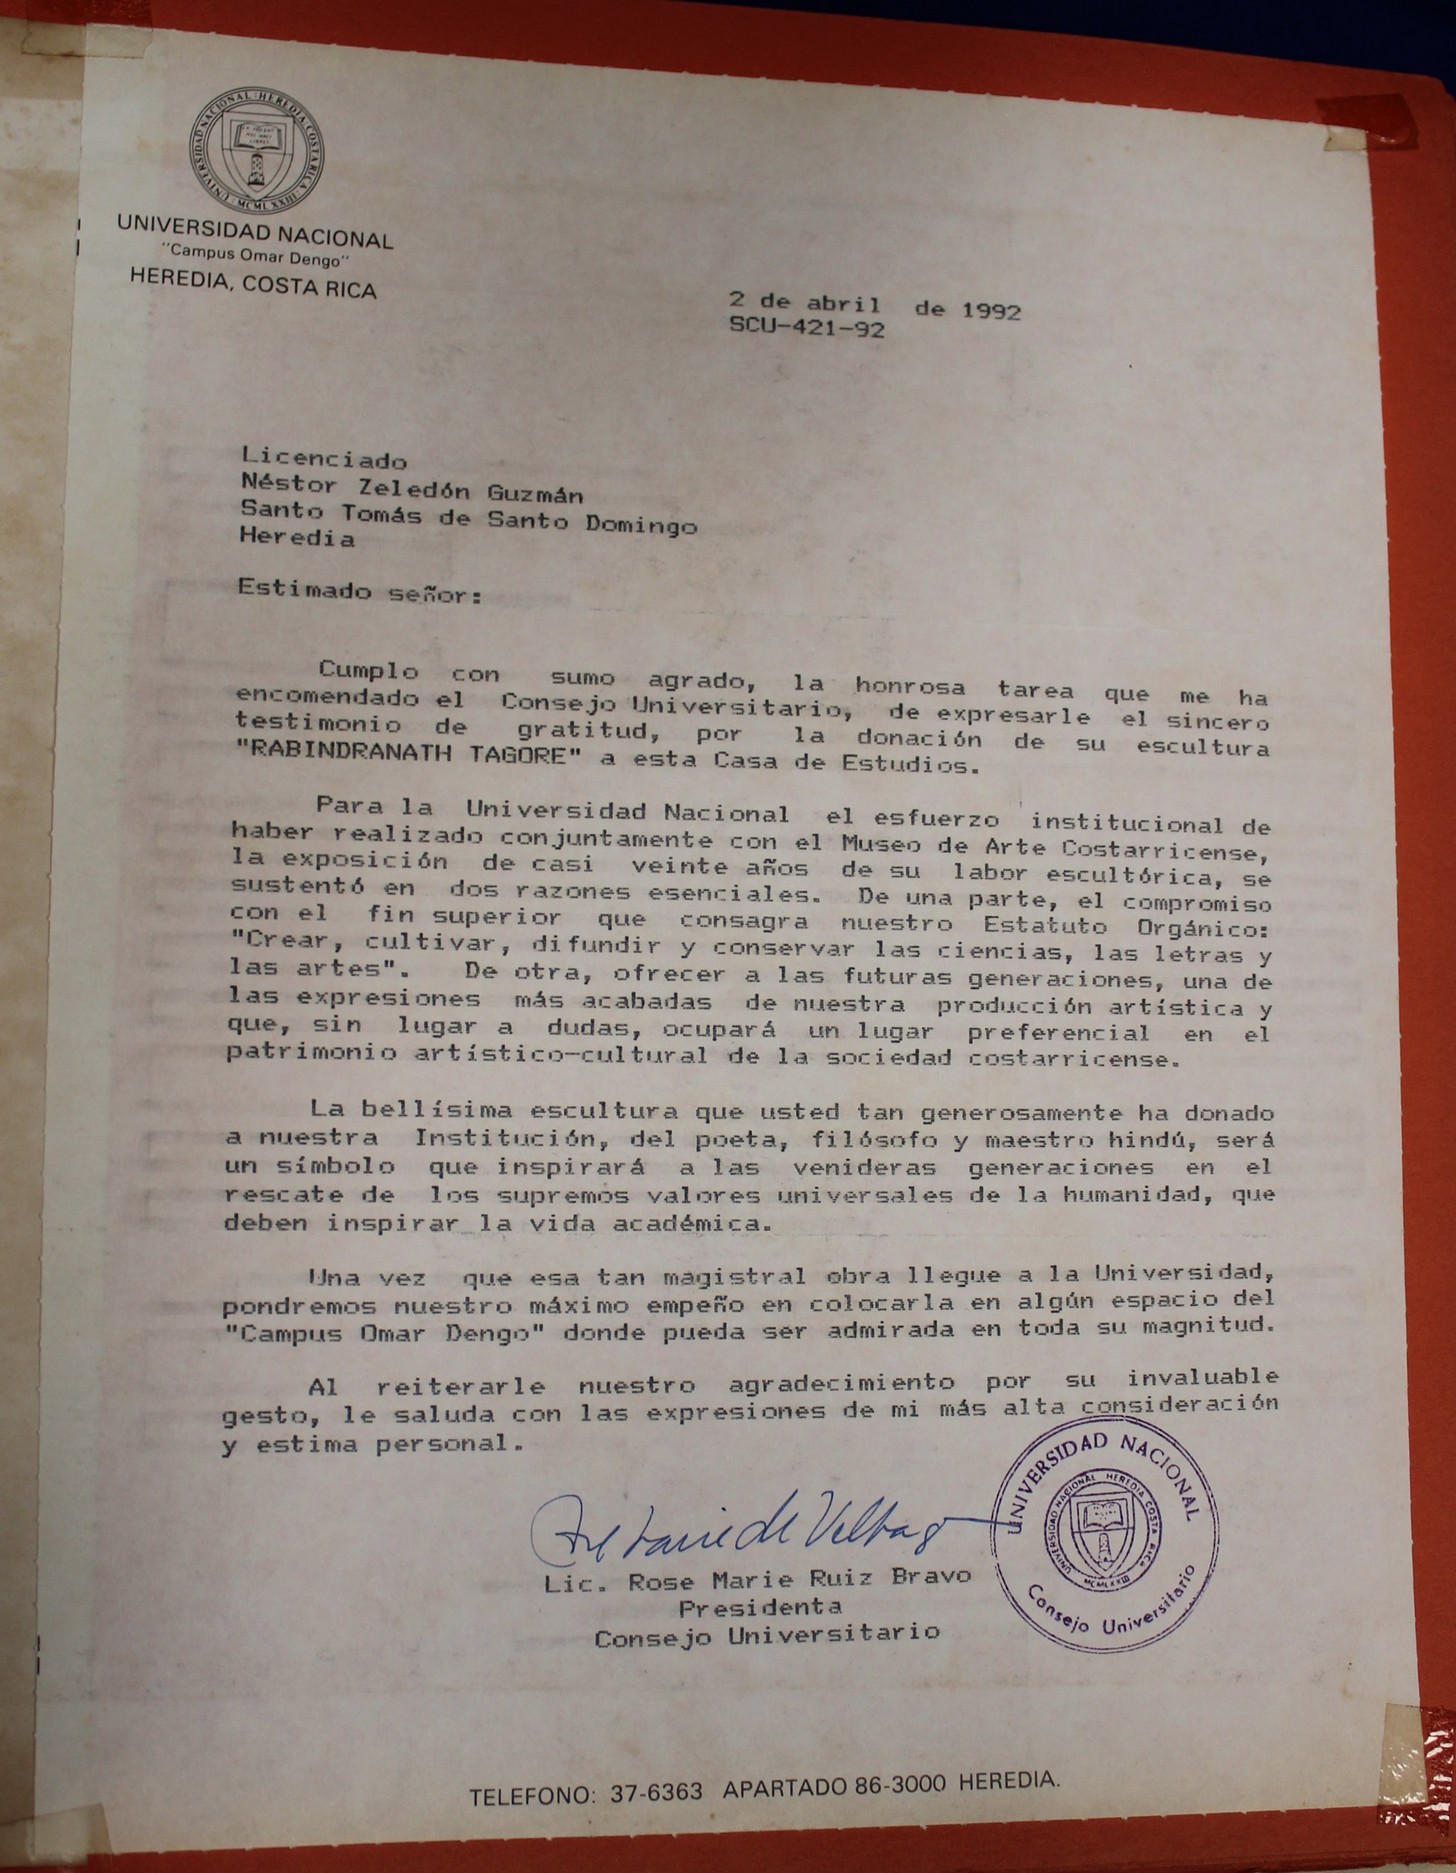 UNIVERSIDAD NACIONAL HEREDIA COSTA RICA
MCMLXXIII
UNIVERSIDAD NACIONAL
"Campus Omar Dengo"
HEREDIA, COSTA RICA
2 de abril de 1992
SCU-421-92
Licenciado
Néstor Zeledón Guzmán
Santo Tomás de Santo Domingo
Heredia
Estimado señor:
Cumplo con sumo agrado, la honrosa tarea que me ha
encomendado el Consejo Universitario, de expresarle el sincero
testimonio de gratitud, por la donación de su escultura
"RABINDRANATH TAGORE" a esta Casa de Estudios.
Para la Universidad Nacional el esfuerzo institucional de
haber realizado conjuntamente con el Museo de Arte Costarricense,
la exposición de casi veinte años de su labor escultórica, se
sustentó en dos razones esenciales. De una parte, el compromiso
con el fin superior que consagra nuestro Estatuto Orgánico:
"Crear, cultivar, difundir y conservar las ciencias, las letras y
las artes". De otra, ofrecer a las futuras generaciones, una de
las expresiones más acabadas de nuestra producción artística y
que, sin lugar a dudas, ocupará un lugar preferencial en el
patrimonio artístico-cultural de la sociedad costarricense.
La bellísima escultura que usted tan generosamente ha donado
a nuestra Institución, del poeta, filósofo y maestro hindú, será
un símbolo que inspirará a las venideras generaciones en el
rescate de los supremos valores universales de la humanidad, que
deben inspirar la vida académica.
Una vez que esa tan magistral obra llegue a la Universidad,
pondremos nuestro máximo empeño en colocarla en algún espacio del
"Campus Omar Dengo" donde pueda ser admirada en toda su magnitud.
Al reiterarle nuestro agradecimiento por su invaluable
gesto, le saluda con las expresiones de mi más alta consideración
y estima personal.
Lic. Rose Marie Ruiz Bravo
Presidenta
Consejo Universitario
UNIVERSIDAD NACIONAL
UNIVERSIDAD NACIONAL HEREDIA COSTA RICA
MCMLXXIII
Consejo Universitario
TELEFONO: 37-6363 APARTADO 86-3000 HEREDIA.